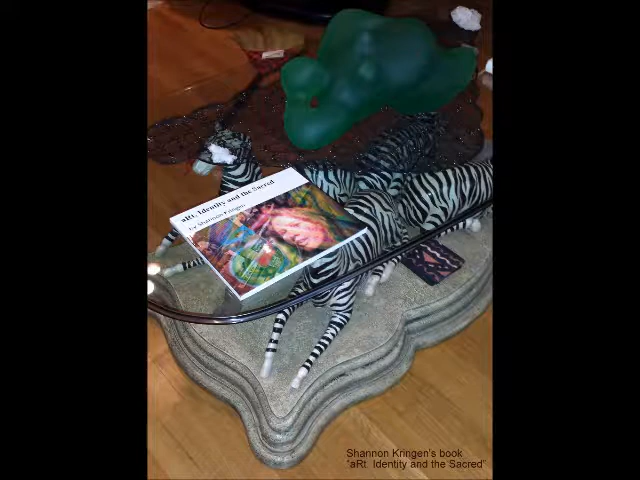 aRt, Identity and the Sacred
by Shannon Kringen
Shannon Kringen's book
"aRt Identity and the Sacred"